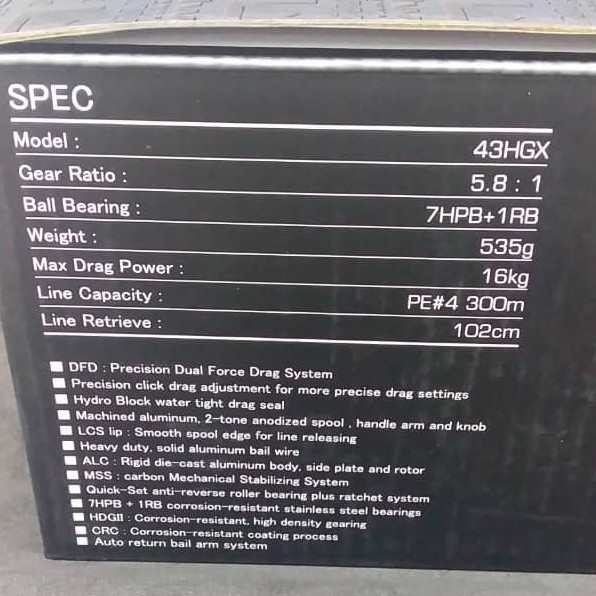 SPEC
Model : 43HGX
Gear Ratio : 5.8 : 1
Ball Bearing : 7HPB+1RB
Weight : 535g
Max Drag Power : 16kg
Line Capacity : PE#4 300m
Line Retrieve : 102cm
DFD : Precision Dual Force Drag System
Precision click drag adjustment for more precise drag settings
Hydro Block water tight drag seal
Machined aluminum, 2-tone anodized spool , handle arm and knob
LCS lip : Smooth spool edge for line releasing
Heavy duty, solid aluminum bail wire
ALC : Rigid die-cast aluminum body, side plate and rotor
MSS : carbon Mechanical Stabilizing System
Quick-Set anti-reverse roller bearing plus ratchet system
7HPB + 1RB corrosion-resistant stainless steel bearings
HDGII : Corrosion-resistant, high density gearing
CRC : Corrosion-resistant coating process
Auto return bail arm system